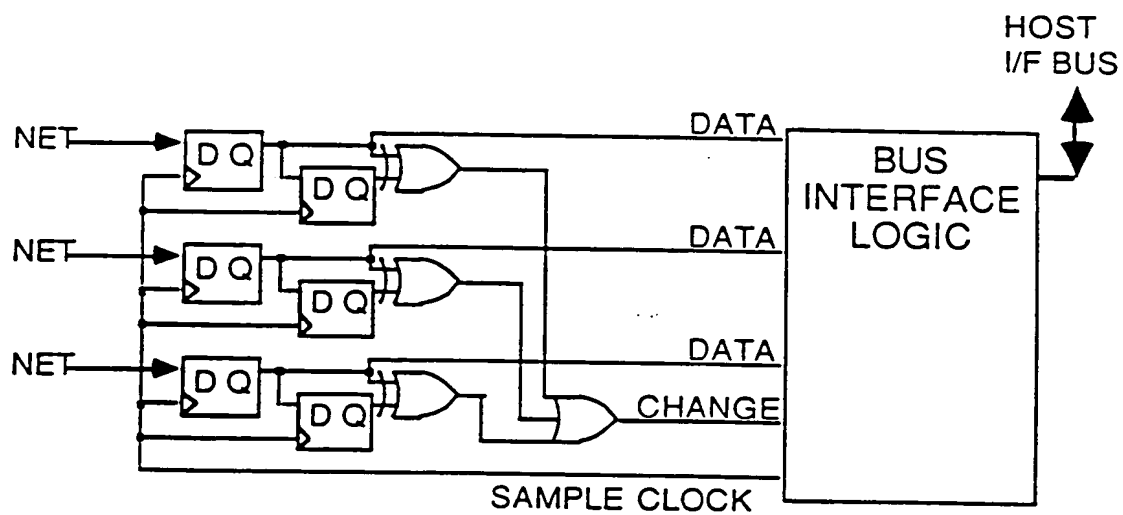 HOST
I/F BUS
NET
D Q
D Q
DATA
BUS
INTERFACE
LOGIC
NET
D Q
D Q
DATA
NET
D Q
D Q
DATA
CHANGE
SAMPLE CLOCK